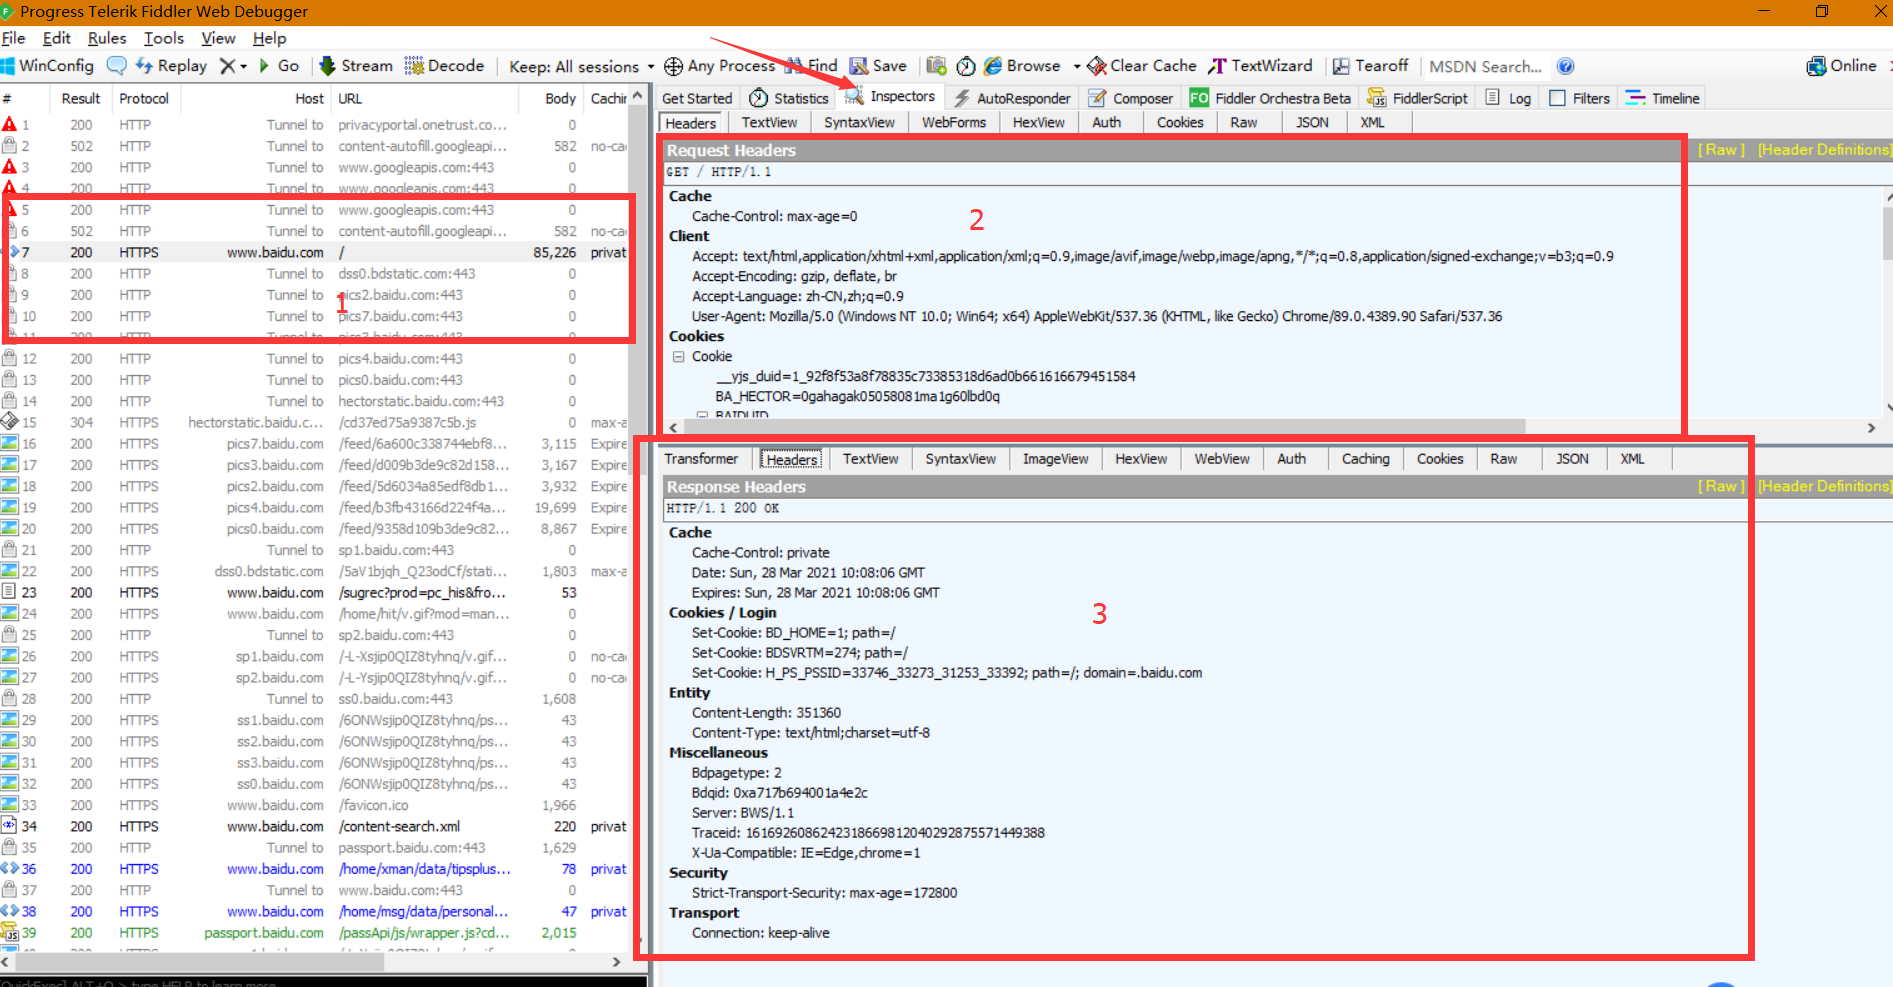 Progress Telerik Fiddler Web Debugger
File Edit Rules Tools View Help
WinConfig Replay Go Stream Decode Keep: All sessions Any Process Find Save Browse Clear Cache TextWizard Tearoff MSDN Search... Online
# Result Protocol Host URL Body Cachir
1 200 HTTP Tunnel to privacyportal.onetrust.co... 0
2 502 HTTP Tunnel to content-autofill.googleapi... 582 no-ca
3 200 HTTP Tunnel to www.googleapis.com:443 0
4 200 HTTP Tunnel to www.googleapis.com:443 0
5 200 HTTP Tunnel to www.googleapis.com:443 0
6 502 HTTP Tunnel to content-autofill.googleapi... 582 no-ca
7 200 HTTPS www.baidu.com / 85,226 privat
8 200 HTTP Tunnel to dss0.bdstatic.com:443 0
9 200 HTTP Tunnel to pics2.baidu.com:443 0
1
10 200 HTTP Tunnel to pics7.baidu.com:443 0
11 200 HTTP Tunnel to pics3.baidu.com:443 0
12 200 HTTP Tunnel to pics4.baidu.com:443 0
13 200 HTTP Tunnel to pics0.baidu.com:443 0
14 200 HTTP Tunnel to hectorstatic.baidu.com:443 0
15 304 HTTPS hectorstatic.baidu.c... /cd37ed75a9387c5b.js 0 max-a
16 200 HTTPS pics7.baidu.com /feed/6a600c338744ebf8... 3,115 Expire
17 200 HTTPS pics3.baidu.com /feed/d009b3de9c82d158... 3,167 Expire
18 200 HTTPS pics2.baidu.com /feed/5d6034a85edf8db1... 3,932 Expire
19 200 HTTPS pics4.baidu.com /feed/b3fb43166d224f4a... 19,699 Expire
20 200 HTTPS pics0.baidu.com /feed/9358d109b3de9c82... 8,867 Expire
21 200 HTTP Tunnel to sp1.baidu.com:443 0
22 200 HTTPS dss0.bdstatic.com /5aV1bjqh_Q23odCf/stati... 1,803 max-a
23 200 HTTPS www.baidu.com /sugrec?prod=pc_his&fro... 53
24 200 HTTPS www.baidu.com /home/hit/v.gif?mod=man... 0
25 200 HTTP Tunnel to sp2.baidu.com:443 0
26 200 HTTPS sp1.baidu.com /-L-Xsjip0QIZ8tyhnq/v.gif... 0 no-ca
27 200 HTTPS sp2.baidu.com /-L-Ysjip0QIZ8tyhnq/v.gif... 0 no-ca
28 200 HTTP Tunnel to ss0.baidu.com:443 1,608
29 200 HTTPS ss1.baidu.com /6ONWsjip0QIZ8tyhnq/ps... 43
30 200 HTTPS ss2.baidu.com /6ONWsjip0QIZ8tyhnq/ps... 43
31 200 HTTPS ss3.baidu.com /6ONWsjip0QIZ8tyhnq/ps... 43
32 200 HTTPS ss0.baidu.com /6ONWsjip0QIZ8tyhnq/ps... 43
33 200 HTTPS www.baidu.com /favicon.ico 1,966
34 200 HTTPS www.baidu.com /content-search.xml 220 privat
35 200 HTTP Tunnel to passport.baidu.com:443 1,629
36 200 HTTPS www.baidu.com /home/xman/data/tipsplus... 78 privat
37 200 HTTP Tunnel to www.baidu.com:443 0
38 200 HTTPS www.baidu.com /home/msg/data/personal... 47 privat
39 200 HTTPS passport.baidu.com /passApi/js/wrapper.js?cd... 2,015
[QuickExec] ALT+Q > type HELP to learn more
Get Started Statistics Inspectors AutoResponder Composer FO Fiddler Orchestra Beta FiddlerScript Log Filters Timeline
Headers TextView SyntaxView WebForms HexView Auth Cookies Raw JSON XML
Request Headers [ Raw ] [Header Definitions]
GET / HTTP/1.1
Cache
Cache-Control: max-age=0
2
Client
Accept: text/html,application/xhtml+xml,application/xml;q=0.9,image/avif,image/webp,image/apng,*/*;q=0.8,application/signed-exchange;v=b3;q=0.9
Accept-Encoding: gzip, deflate, br
Accept-Language: zh-CN,zh;q=0.9
User-Agent: Mozilla/5.0 (Windows NT 10.0; Win64; x64) AppleWebKit/537.36 (KHTML, like Gecko) Chrome/89.0.4389.90 Safari/537.36
Cookies
Cookie
__yjs_duid=1_92f8f53a8f78835c73385318d6ad0b661616679451584
BA_HECTOR=0gahagak05058081ma1g60lbd0q
BAIDUID
Transformer Headers TextView SyntaxView ImageView HexView WebView Auth Caching Cookies Raw JSON XML
Response Headers [ Raw ] [Header Definitions]
HTTP/1.1 200 OK
Cache
Cache-Control: private
Date: Sun, 28 Mar 2021 10:08:06 GMT
Expires: Sun, 28 Mar 2021 10:08:06 GMT
3
Cookies / Login
Set-Cookie: BD_HOME=1; path=/
Set-Cookie: BDSVRTM=274; path=/
Set-Cookie: H_PS_PSSID=33746_33273_31253_33392; path=/; domain=.baidu.com
Entity
Content-Length: 351360
Content-Type: text/html;charset=utf-8
Miscellaneous
Bdpagetype: 2
Bdqid: 0xa717b694001a4e2c
Server: BWS/1.1
Traceid: 1616926086242318669812040292875571449388
X-Ua-Compatible: IE=Edge,chrome=1
Security
Strict-Transport-Security: max-age=172800
Transport
Connection: keep-alive